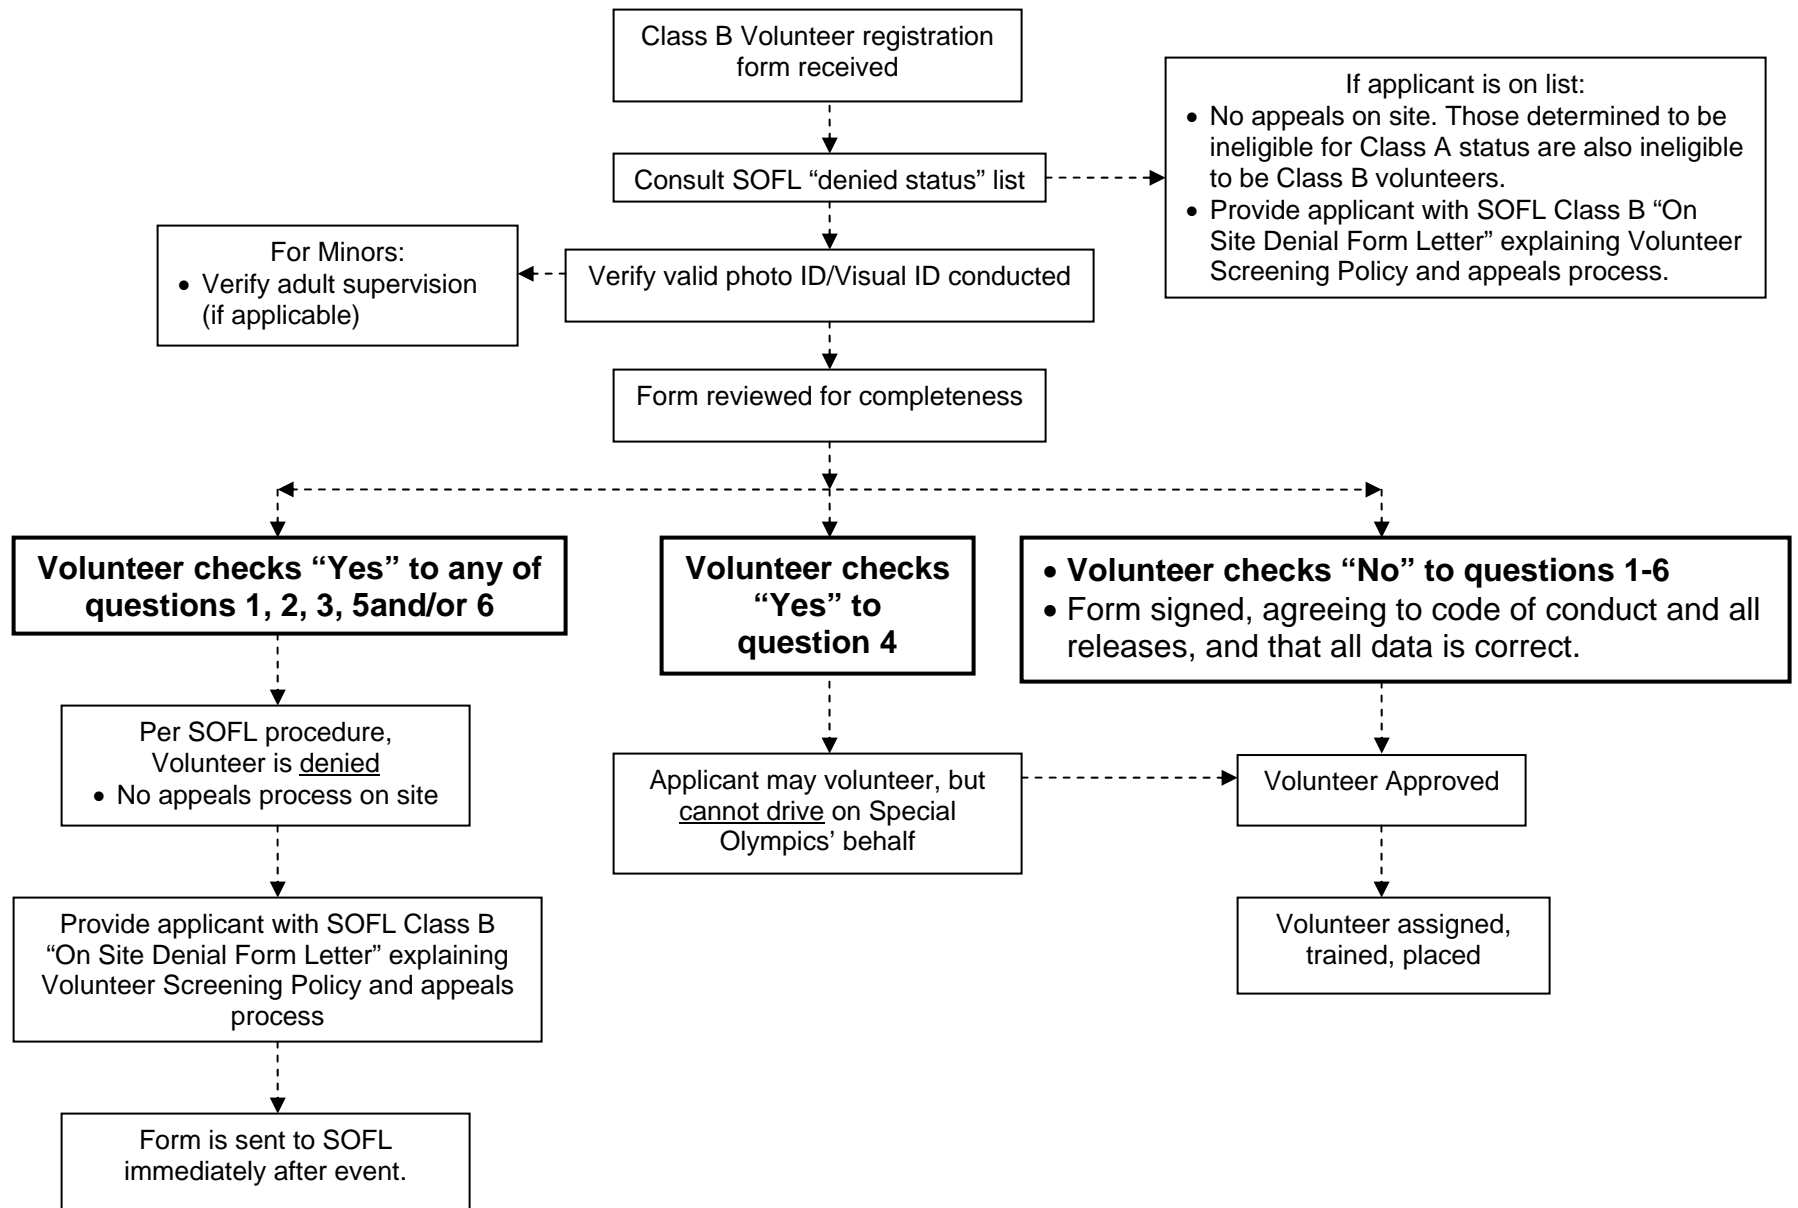 Class B Volunteer registration
form received
If applicant is on list:
• No appeals on site. Those determined to be
ineligible for Class A status are also ineligible
to be Class B volunteers.
• Provide applicant with SOFL Class B “On
Site Denial Form Letter” explaining Volunteer
Screening Policy and appeals process.
Consult SOFL “denied status” list
For Minors:
• Verify adult supervision
(if applicable)
Verify valid photo ID/Visual ID conducted
Form reviewed for completeness
Volunteer checks “Yes” to any of
questions 1, 2, 3, 5and/or 6
Volunteer checks
“Yes” to
question 4
• Volunteer checks “No” to questions 1-6
• Form signed, agreeing to code of conduct and all
releases, and that all data is correct.
Per SOFL procedure,
Volunteer is denied
• No appeals process on site
Applicant may volunteer, but
cannot drive on Special
Olympics’ behalf
Volunteer Approved
Provide applicant with SOFL Class B
“On Site Denial Form Letter” explaining
Volunteer Screening Policy and appeals
process
Volunteer assigned,
trained, placed
Form is sent to SOFL
immediately after event.